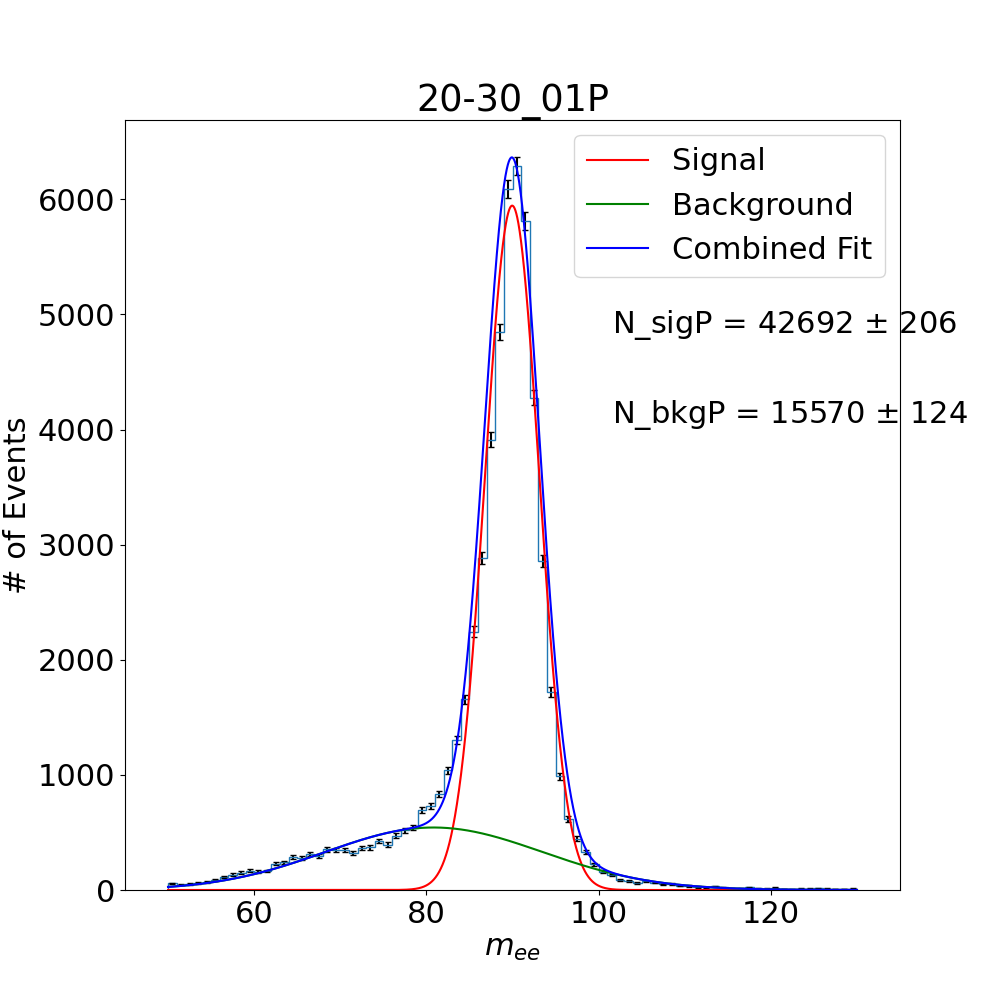 20-30_01P
Signal
Background
Combined Fit
N_sigP = 42692 ± 206
N_bkgP = 15570 ± 124
# of Events
6000
5000
4000
3000
2000
1000
0
60 80 100 120
m_{ee}